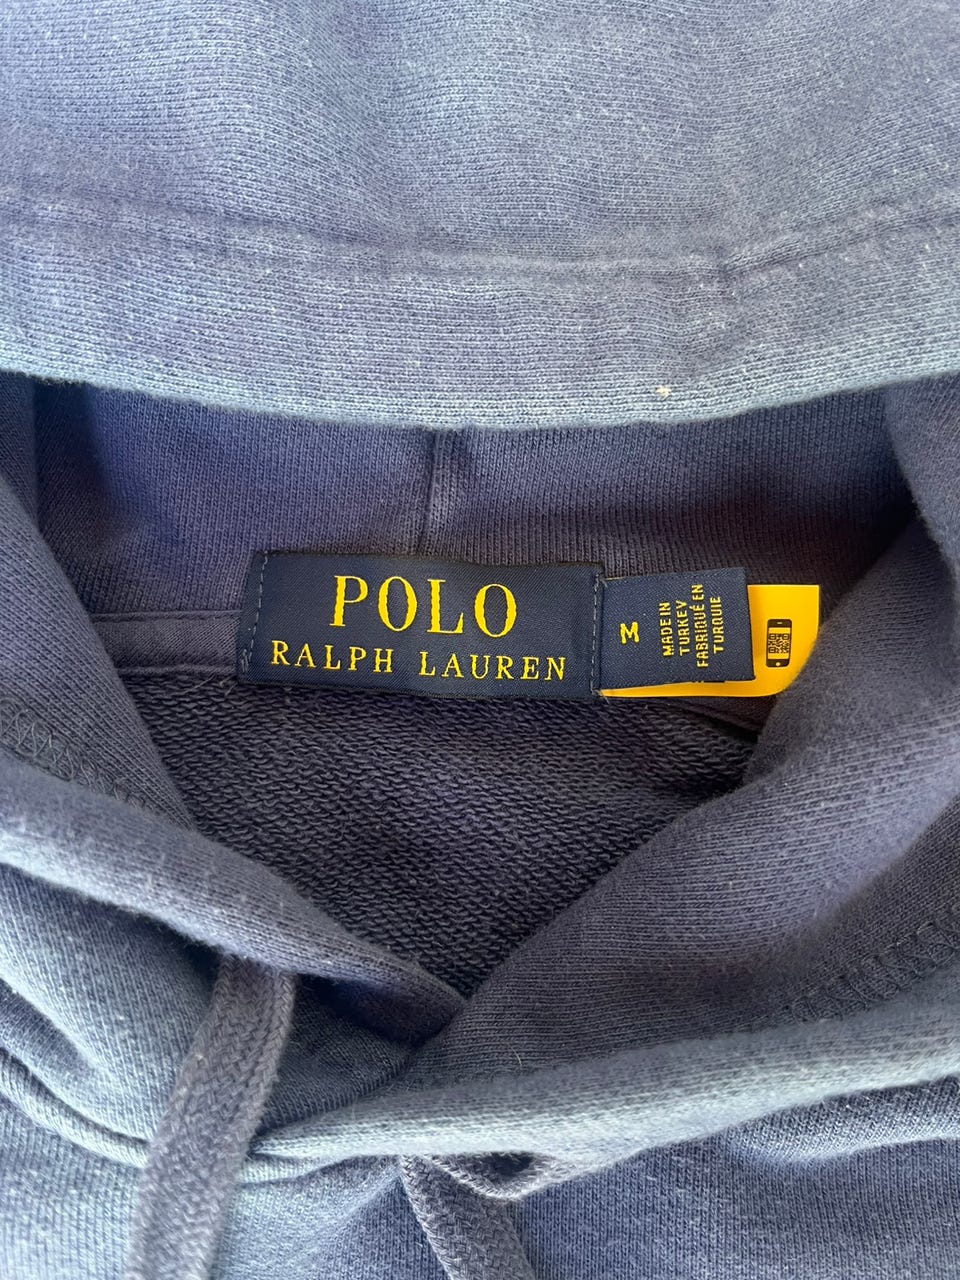 POLO
RALPH LAUREN
M
MADE IN
TURKEY
FABRIQUÉ EN
TURQUIE